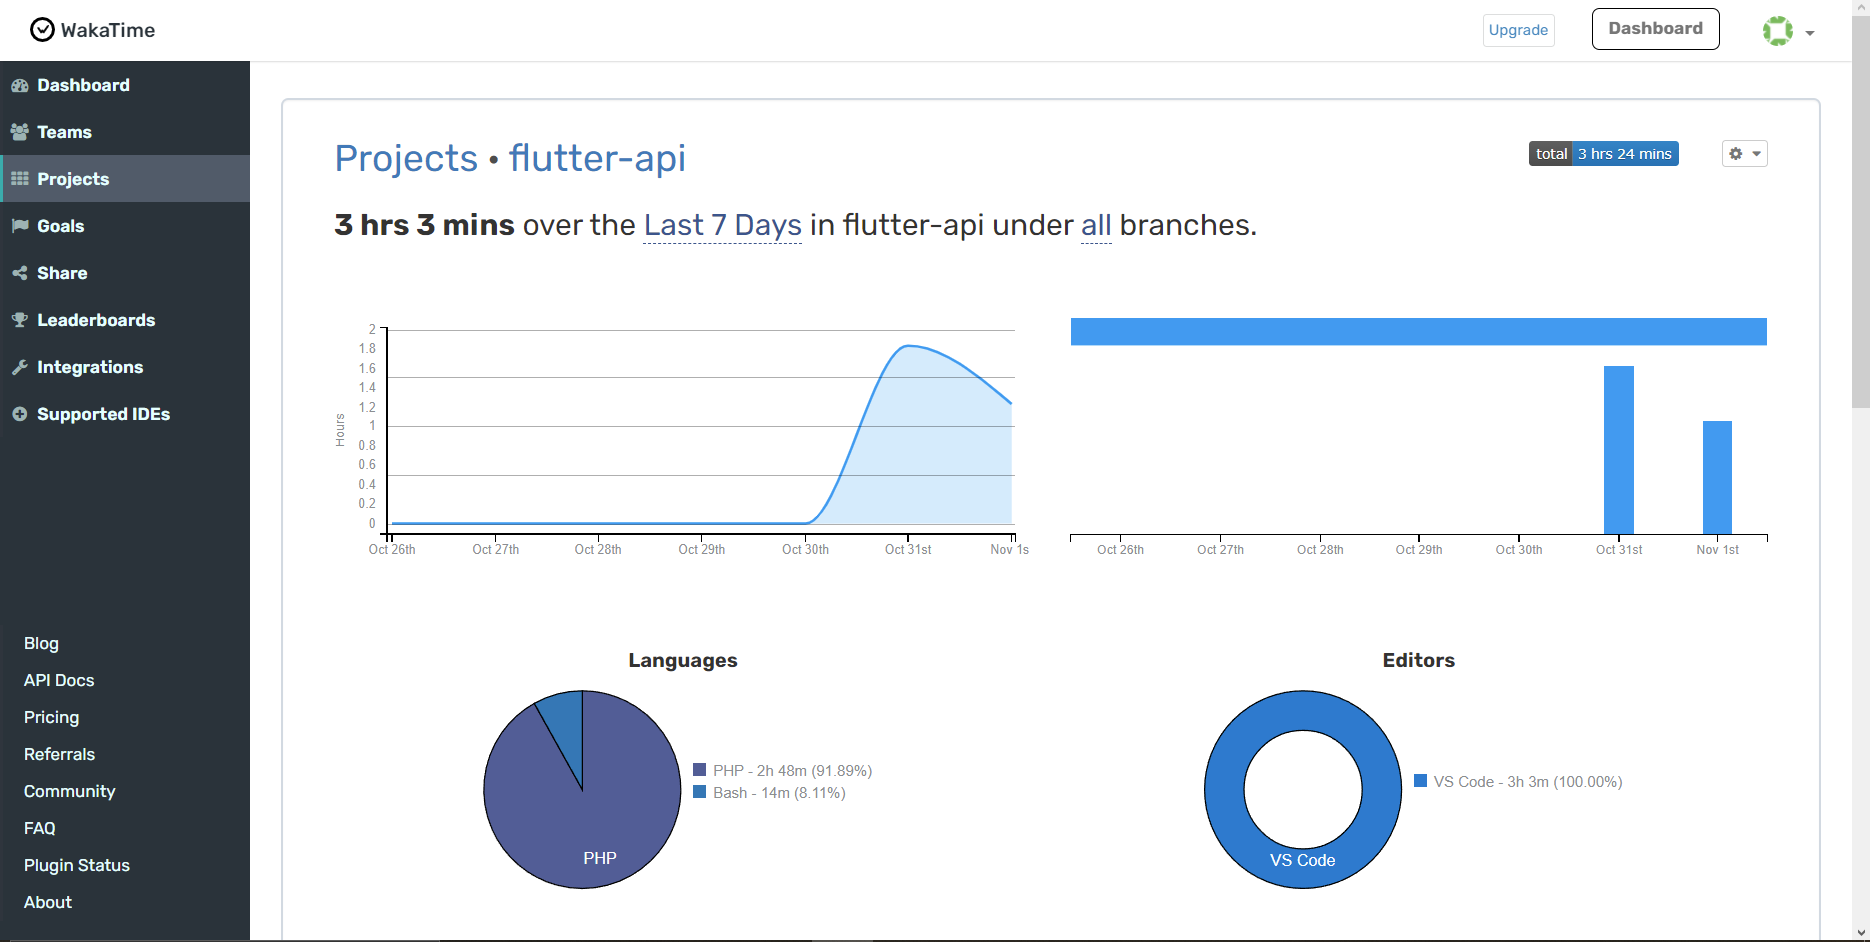 WakaTime
Upgrade
Dashboard
Dashboard
Teams
Projects
Goals
Share
Leaderboards
Integrations
Supported IDEs
Blog
API Docs
Pricing
Referrals
Community
FAQ
Plugin Status
About
Projects • flutter-api
total 3 hrs 24 mins
3 hrs 3 mins over the Last 7 Days in flutter-api under all branches.
Hours
2
1.8
1.6
1.4
1.2
1
0.8
0.6
0.4
0.2
0
Oct 26th Oct 27th Oct 28th Oct 29th Oct 30th Oct 31st Nov 1s
Oct 26th Oct 27th Oct 28th Oct 29th Oct 30th Oct 31st Nov 1st
Languages
PHP - 2h 48m (91.89%)
Bash - 14m (8.11%)
PHP
Editors
VS Code - 3h 3m (100.00%)
VS Code